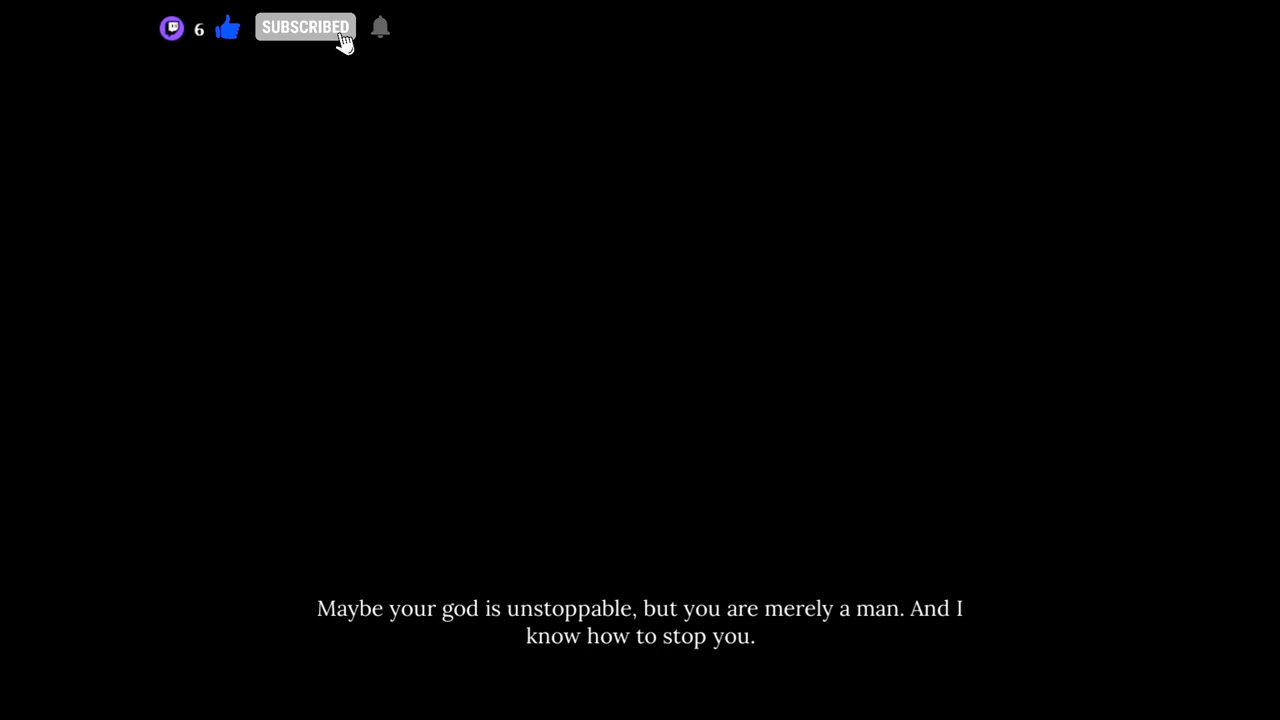 6 SUBSCRIBED
Maybe your god is unstoppable, but you are merely a man. And I
know how to stop you.